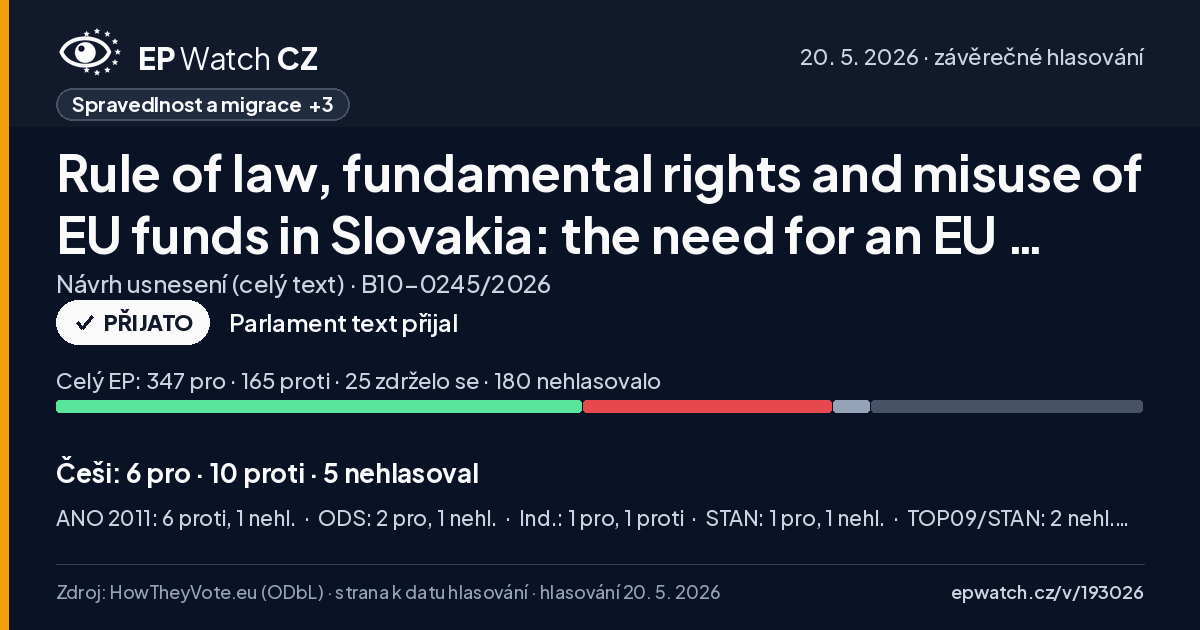 EP Watch CZ
20. 5. 2026 · závěrečné hlasování
Spravedlnost a migrace +3
Rule of law, fundamental rights and misuse of
EU funds in Slovakia: the need for an EU …
Návrh usnesení (celý text) · B10–0245/2026
✓ PŘIJATO
Parlament text přijal
Celý EP: 347 pro · 165 proti · 25 zdrželo se · 180 nehlasovalo
Češi: 6 pro · 10 proti · 5 nehlasoval
ANO 2011: 6 proti, 1 nehl. · ODS: 2 pro, 1 nehl. · Ind.: 1 pro, 1 proti · STAN: 1 pro, 1 nehl. · TOP09/STAN: 2 nehl.…
Zdroj: HowTheyVote.eu (ODbL) · strana k datu hlasování · hlasování 20. 5. 2026
epwatch.cz/v/193026